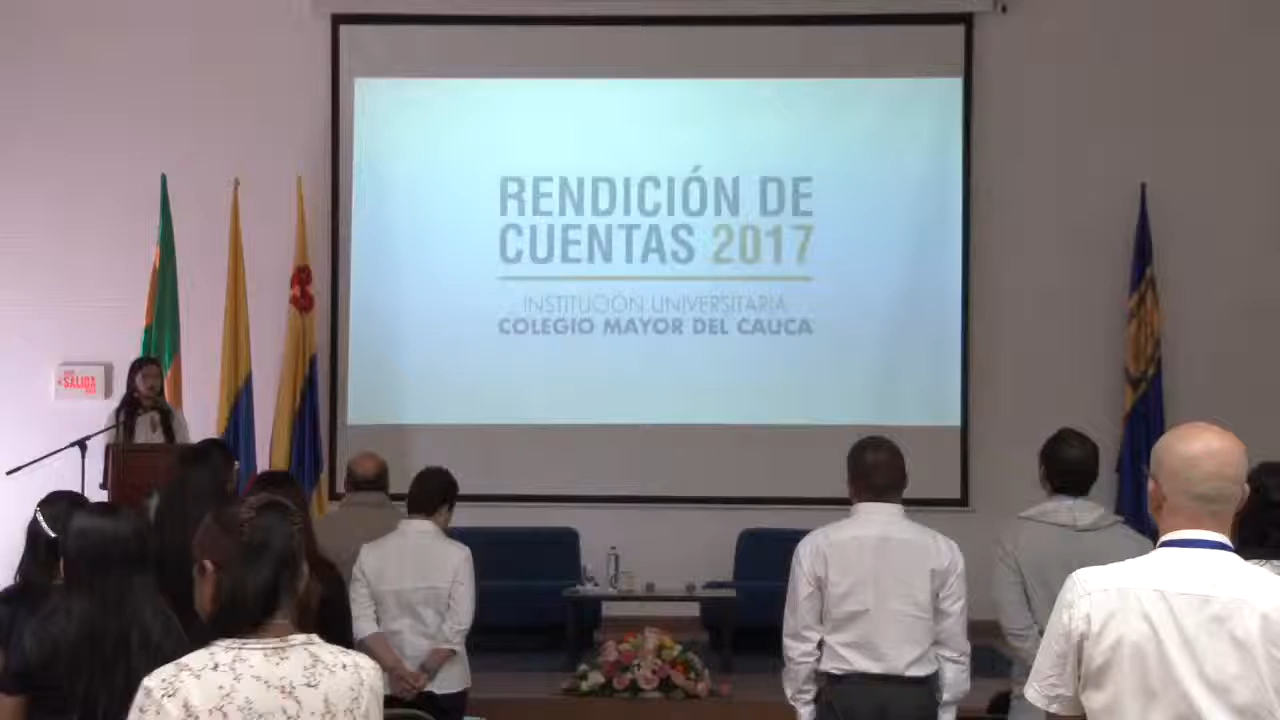 RENDICIÓN DE
CUENTAS 2017
INSTITUCIÓN UNIVERSITARIA
COLEGIO MAYOR DEL CAUCA
SALIDA